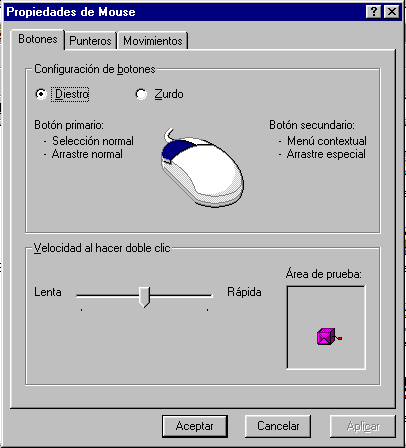 Propiedades de Mouse
Botones Punteros Movimientos
Configuración de botones
Diestro Zurdo
Botón primario:
- Selección normal
- Arrastre normal
Botón secundario:
- Menú contextual
- Arrastre especial
Velocidad al hacer doble clic
Lenta Rápida
Área de prueba:
Aceptar Cancelar Aplicar